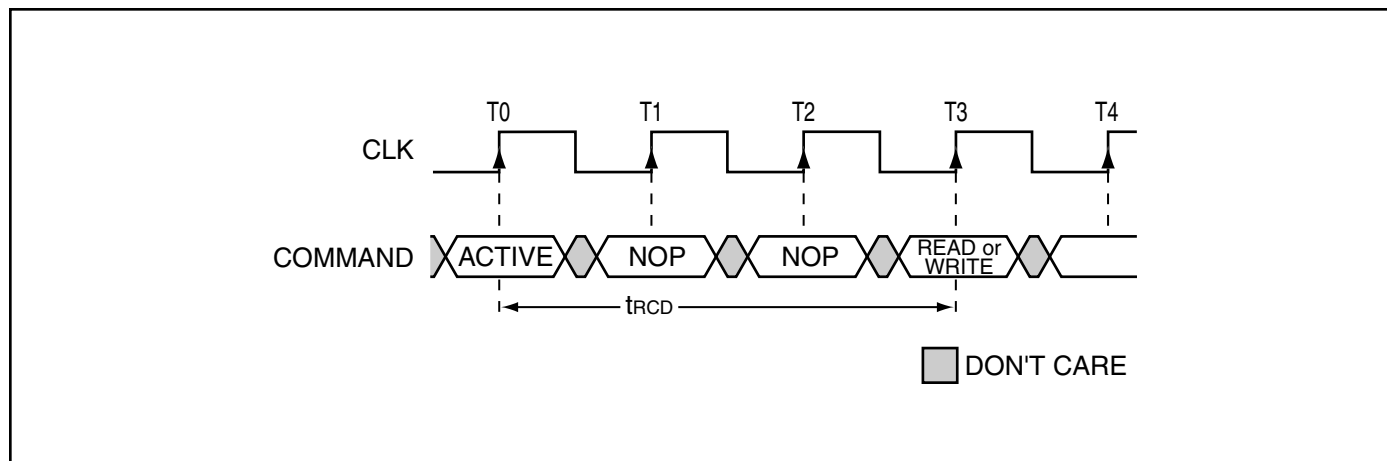 T0 T1 T2 T3 T4
CLK
COMMAND ACTIVE NOP NOP READ or
WRITE
tRCD
DON'T CARE